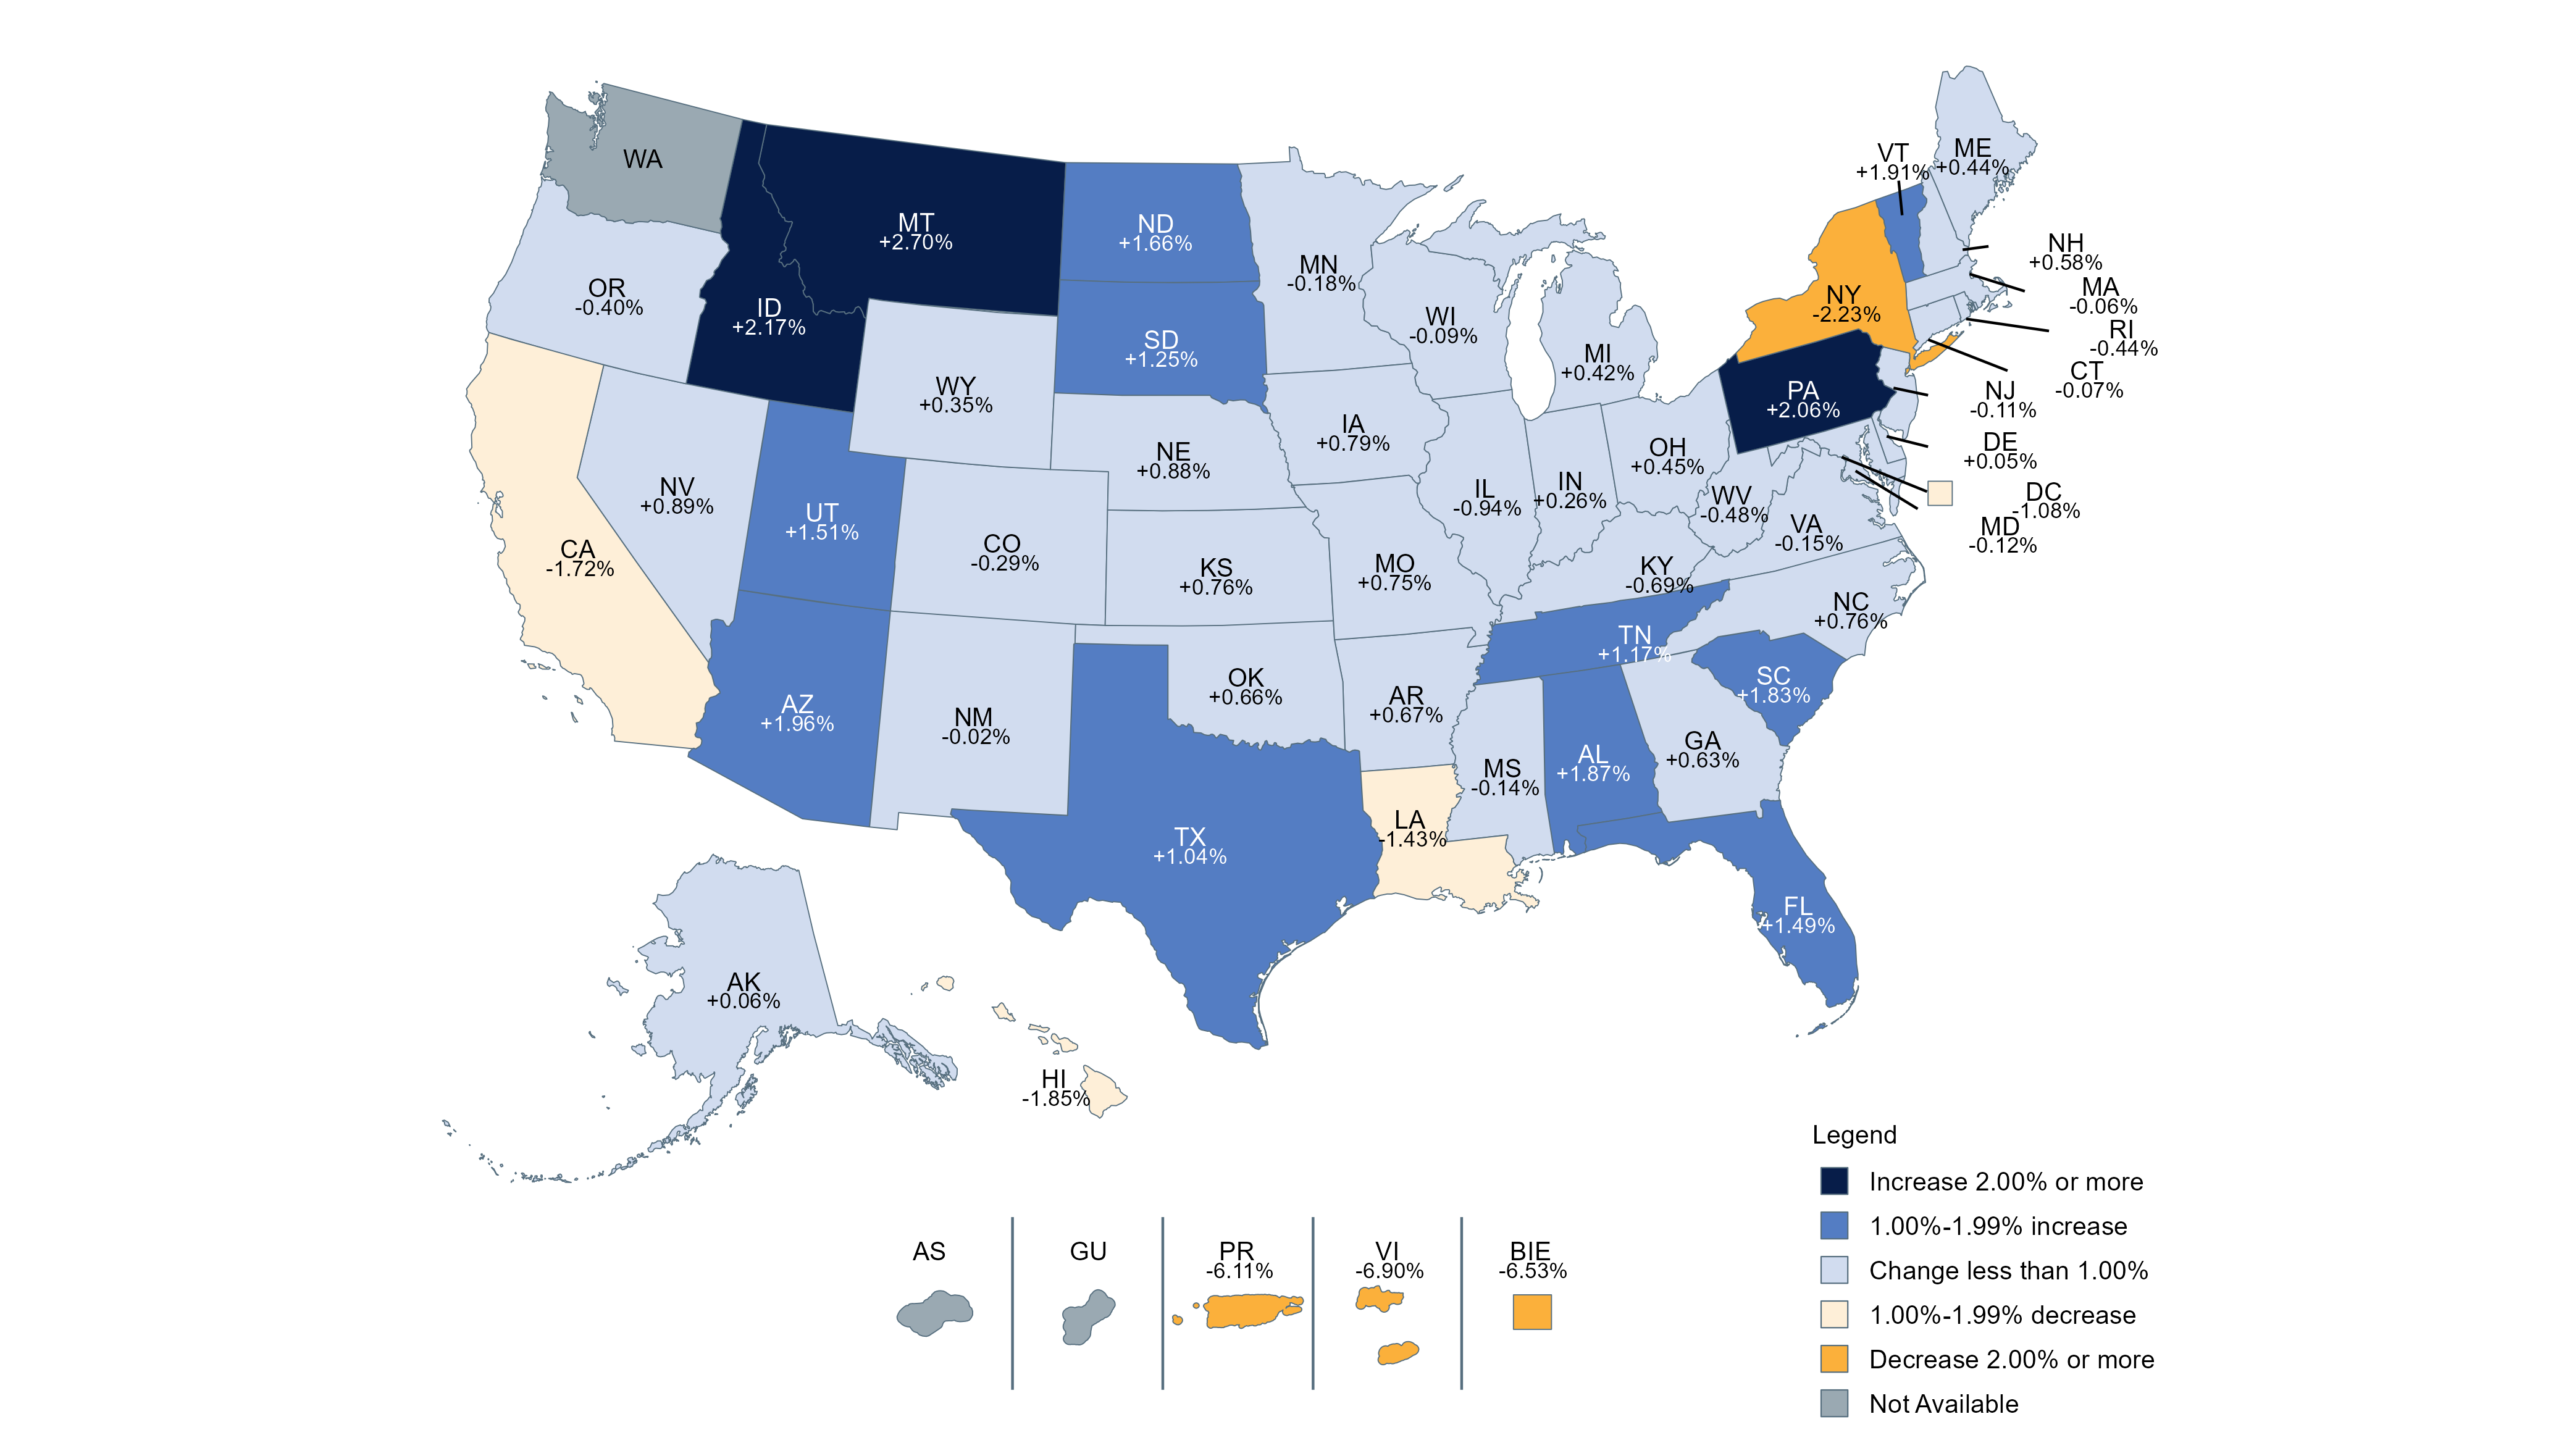 WA
MT
+2.70%
ND
+1.66%
MN
-0.18%
VT
+1.91%
ME
+0.44%
NH
+0.58%
MA
-0.06%
RI
-0.44%
CT
-0.07%
NJ
-0.11%
DE
+0.05%
DC
-1.08%
MD
-0.12%
OR
-0.40%
ID
+2.17%
SD
+1.25%
WI
-0.09%
MI
+0.42%
NY
-2.23%
PA
+2.06%
WY
+0.35%
NE
+0.88%
IA
+0.79%
OH
+0.45%
NV
+0.89%
UT
+1.51%
IL
-0.94%
IN
+0.26%
WV
-0.48%
VA
-0.15%
CA
-1.72%
CO
-0.29%
KS
+0.76%
MO
+0.75%
KY
-0.69%
NC
+0.76%
TN
+1.17%
SC
+1.83%
AZ
+1.96%
NM
-0.02%
OK
+0.66%
AR
+0.67%
MS
-0.14%
AL
+1.87%
GA
+0.63%
TX
+1.04%
LA
-1.43%
FL
+1.49%
AK
+0.06%
HI
-1.85%
AS
GU
PR
-6.11%
VI
-6.90%
BIE
-6.53%
Legend
Increase 2.00% or more
1.00%-1.99% increase
Change less than 1.00%
1.00%-1.99% decrease
Decrease 2.00% or more
Not Available